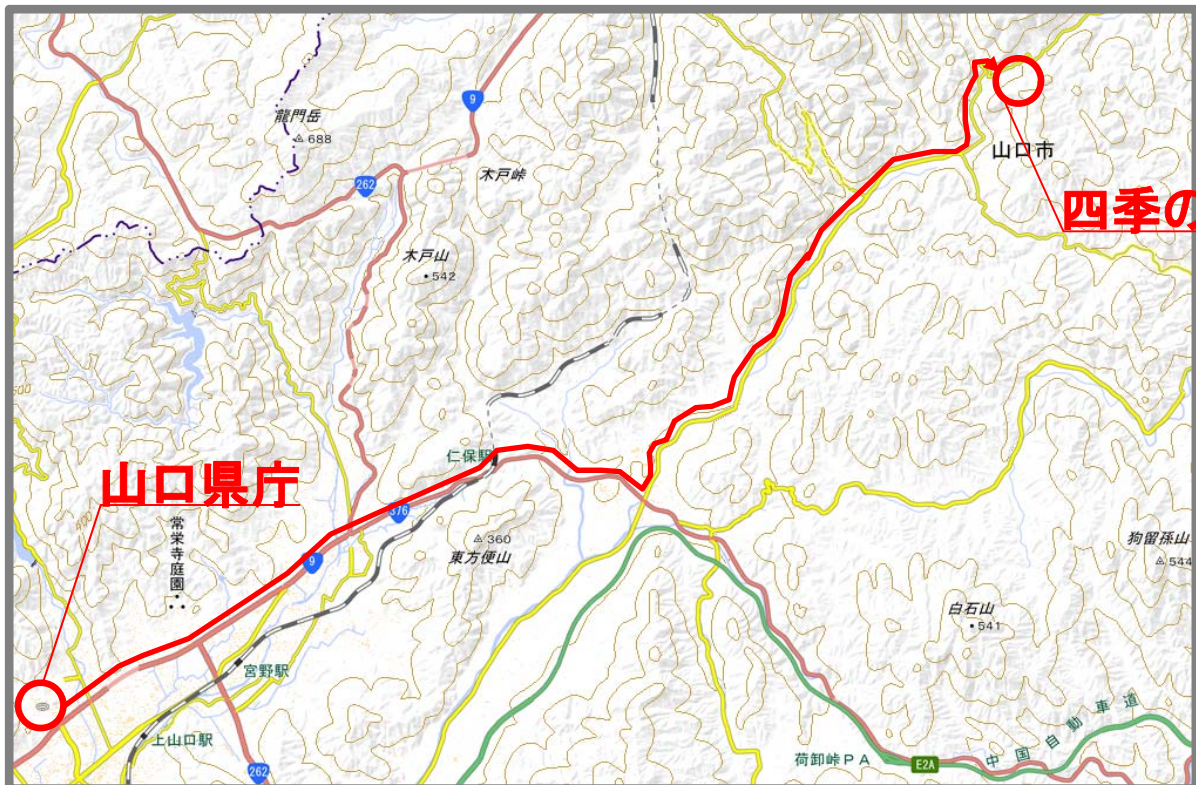 9
龍門岳
688
262
木戸峠
山口市
四季の
木戸山
542
仁保駅
山口県庁
376
360
東方便山
常栄寺庭園
9
狗留孫山
544
白石山
541
宮野駅
上山口駅
262
荷卸峠PA
E2A
中国自動車道